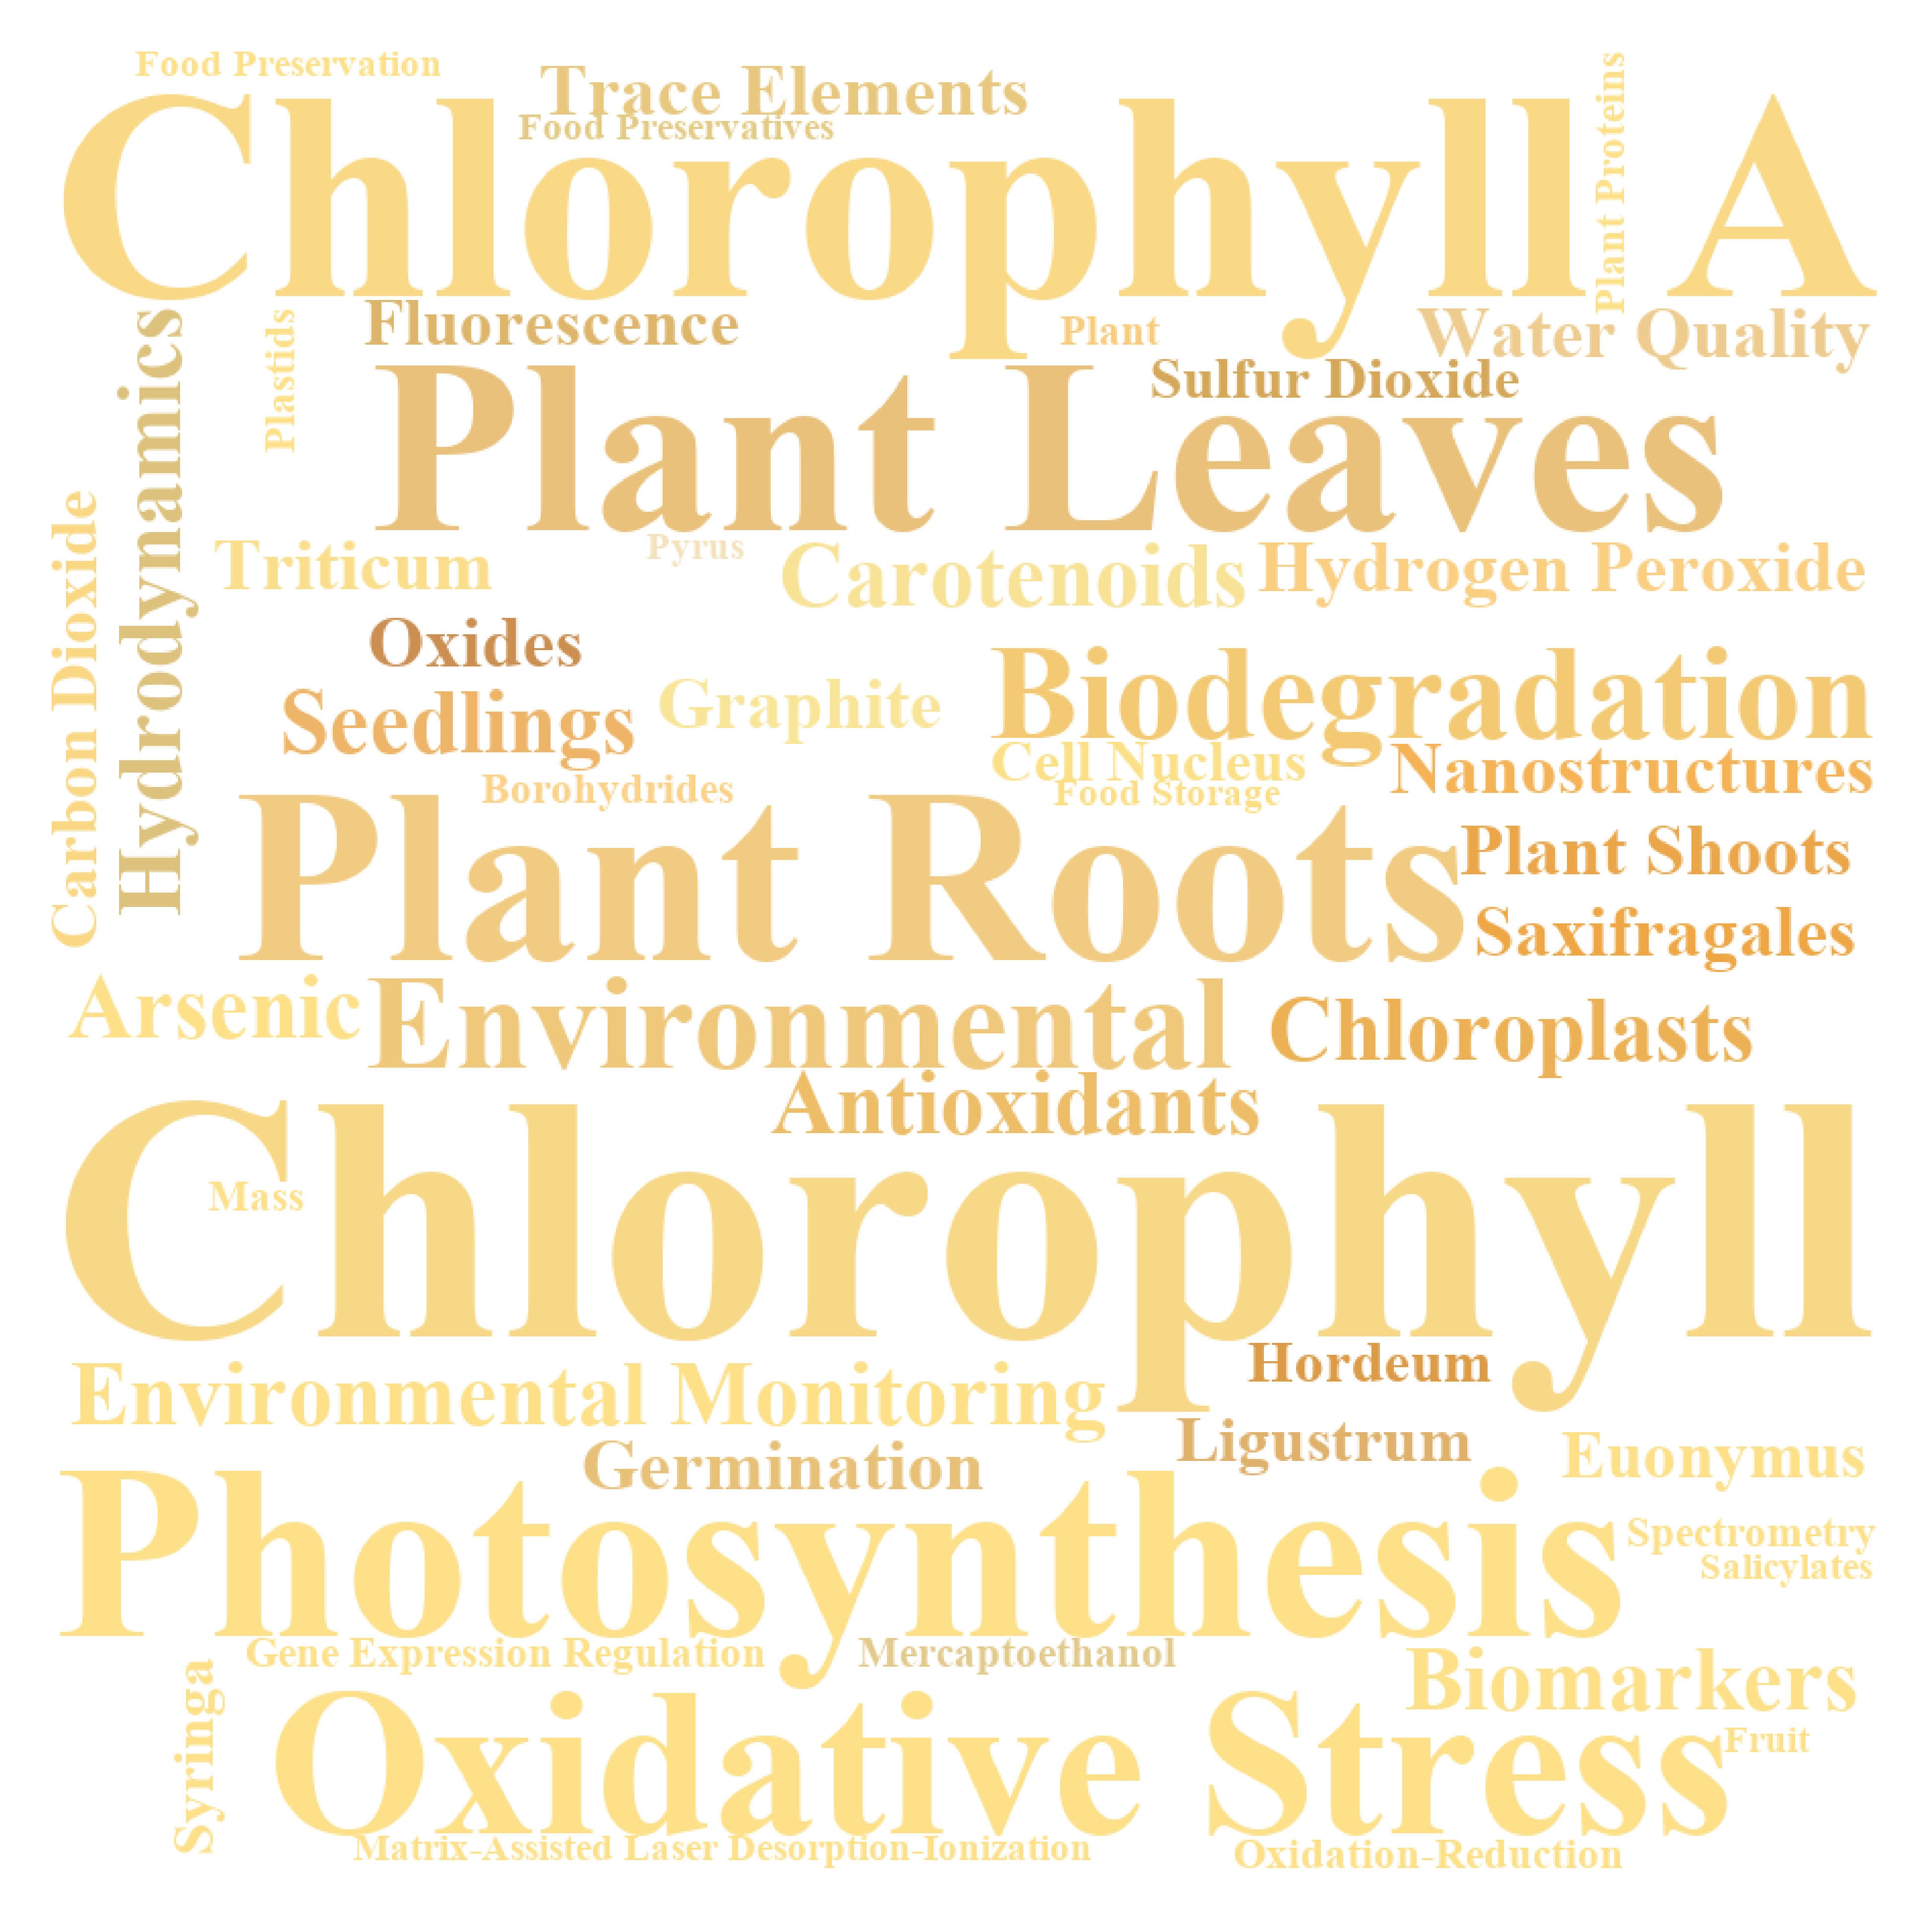 Food Preservation
Trace Elements
Food Preservatives
Plant Proteins
Chlorophyll A
Fluorescence
Plant
Water Quality
Plastids
Hydrodynamics
Sulfur Dioxide
Plant Leaves
Carbon Dioxide
Triticum
Pyrus
Carotenoids
Hydrogen Peroxide
Oxides
Seedlings
Graphite
Biodegradation
Cell Nucleus
Nanostructures
Borohydrides
Food Storage
Plant Roots
Plant Shoots
Saxifragales
Arsenic
Environmental
Chloroplasts
Antioxidants
Chlorophyll
Mass
Hordeum
Environmental Monitoring
Ligustrum
Germination
Euonymus
Photosynthesis
Spectrometry
Salicylates
Gene Expression Regulation
Mercaptoethanol
Biomarkers
Syringa
Oxidative Stress
Fruit
Matrix-Assisted Laser Desorption-Ionization
Oxidation-Reduction